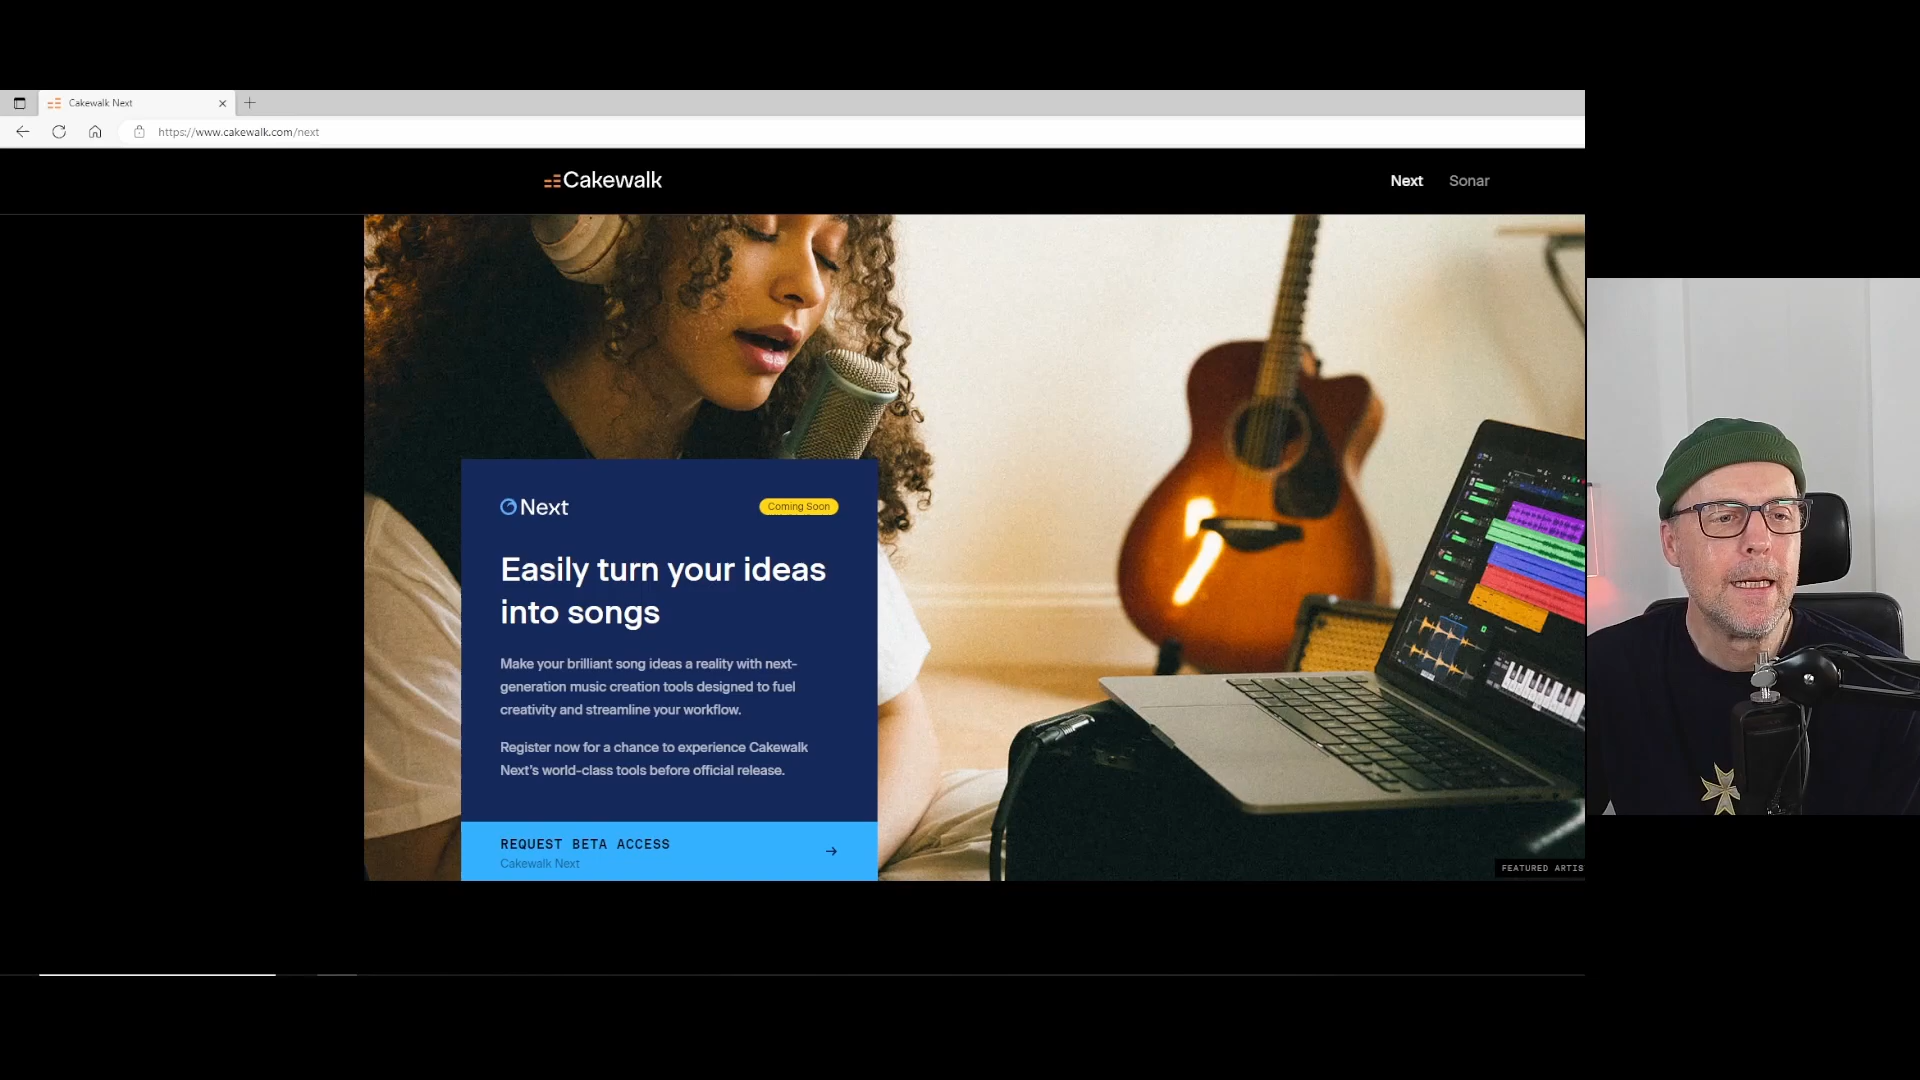 Cakewalk Next
https://www.cakewalk.com/next
Cakewalk
Next
Sonar
Next
Coming Soon
Easily turn your ideas
into songs
Make your brilliant song ideas a reality with next-
generation music creation tools designed to fuel
creativity and streamline your workflow.
Register now for a chance to experience Cakewalk
Next's world-class tools before official release.
REQUEST BETA ACCESS
Cakewalk Next
FEATURED ARTIS